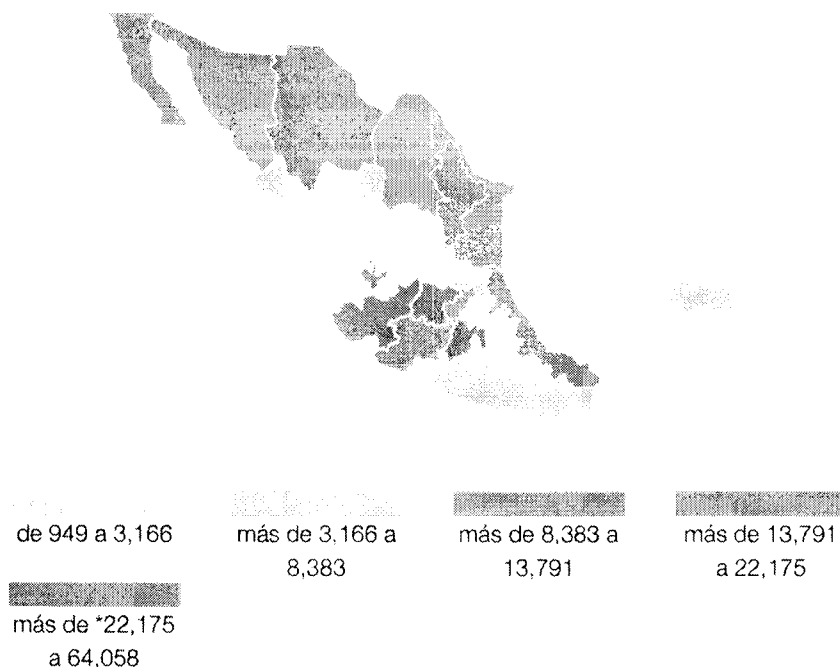 de 949 a 3,166
más de 3,166 a
8,383
más de 8,383 a
13,791
más de 13,791
a 22,175
más de *22,175
a 64,058